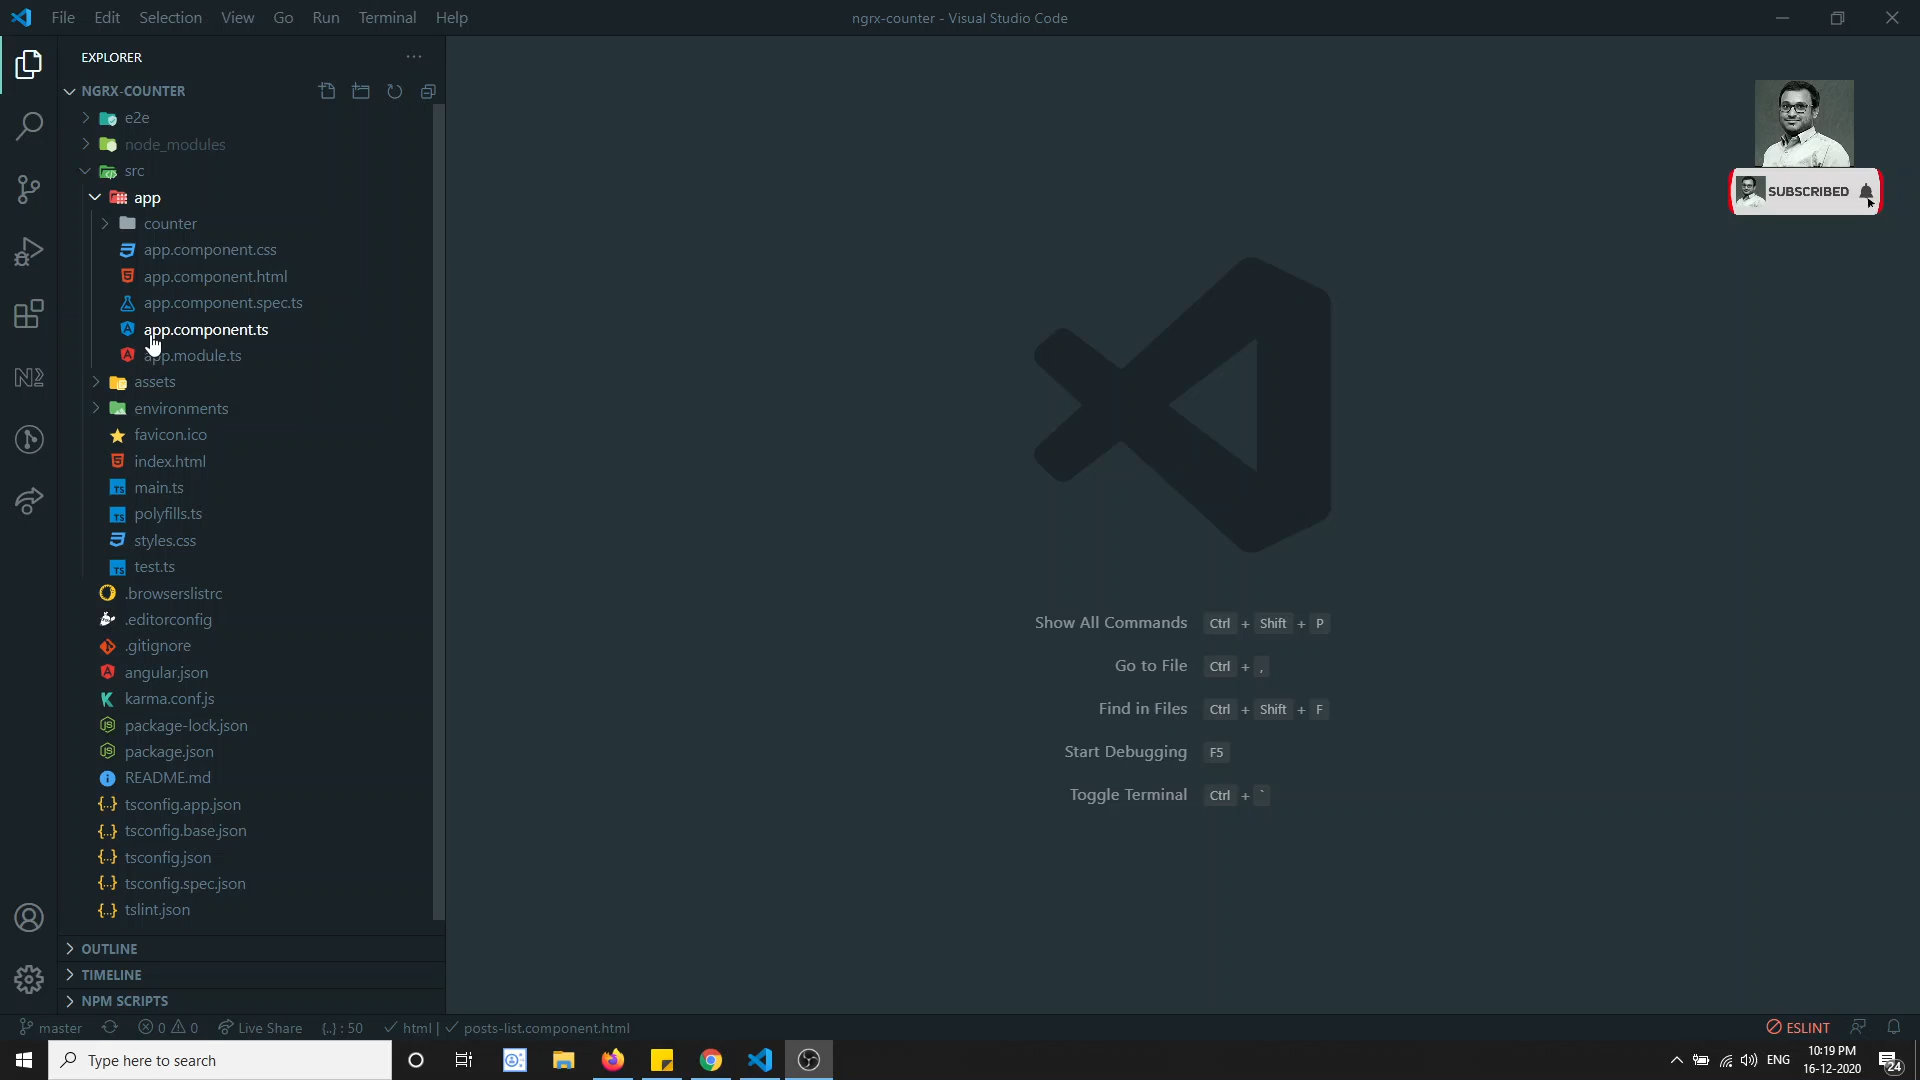 File Edit Selection View Go Run Terminal Help
ngrx-counter - Visual Studio Code
EXPLORER
NGRX-COUNTER
e2e
node_modules
src
app
counter
app.component.css
app.component.html
app.component.spec.ts
app.component.ts
app.module.ts
assets
environments
favicon.ico
index.html
main.ts
polyfills.ts
styles.css
test.ts
.browserslistrc
.editorconfig
.gitignore
angular.json
karma.conf.js
package-lock.json
package.json
README.md
tsconfig.app.json
tsconfig.base.json
tsconfig.json
tsconfig.spec.json
tslint.json
OUTLINE
TIMELINE
NPM SCRIPTS
SUBSCRIBED
Show All Commands Ctrl + Shift + P
Go to File Ctrl + ,
Find in Files Ctrl + Shift + F
Start Debugging F5
Toggle Terminal Ctrl + `
master 0 0 Live Share {..} : 50 html | posts-list.component.html
ESLINT
Type here to search
ENG
10:19 PM
16-12-2020
24